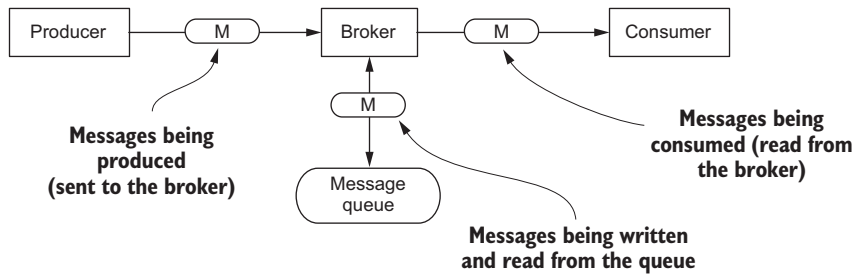 Producer
M
Broker
M
Consumer
M
Messages being
produced
(sent to the broker)
Messages being
consumed (read from
the broker)
Message
queue
Messages being written
and read from the queue